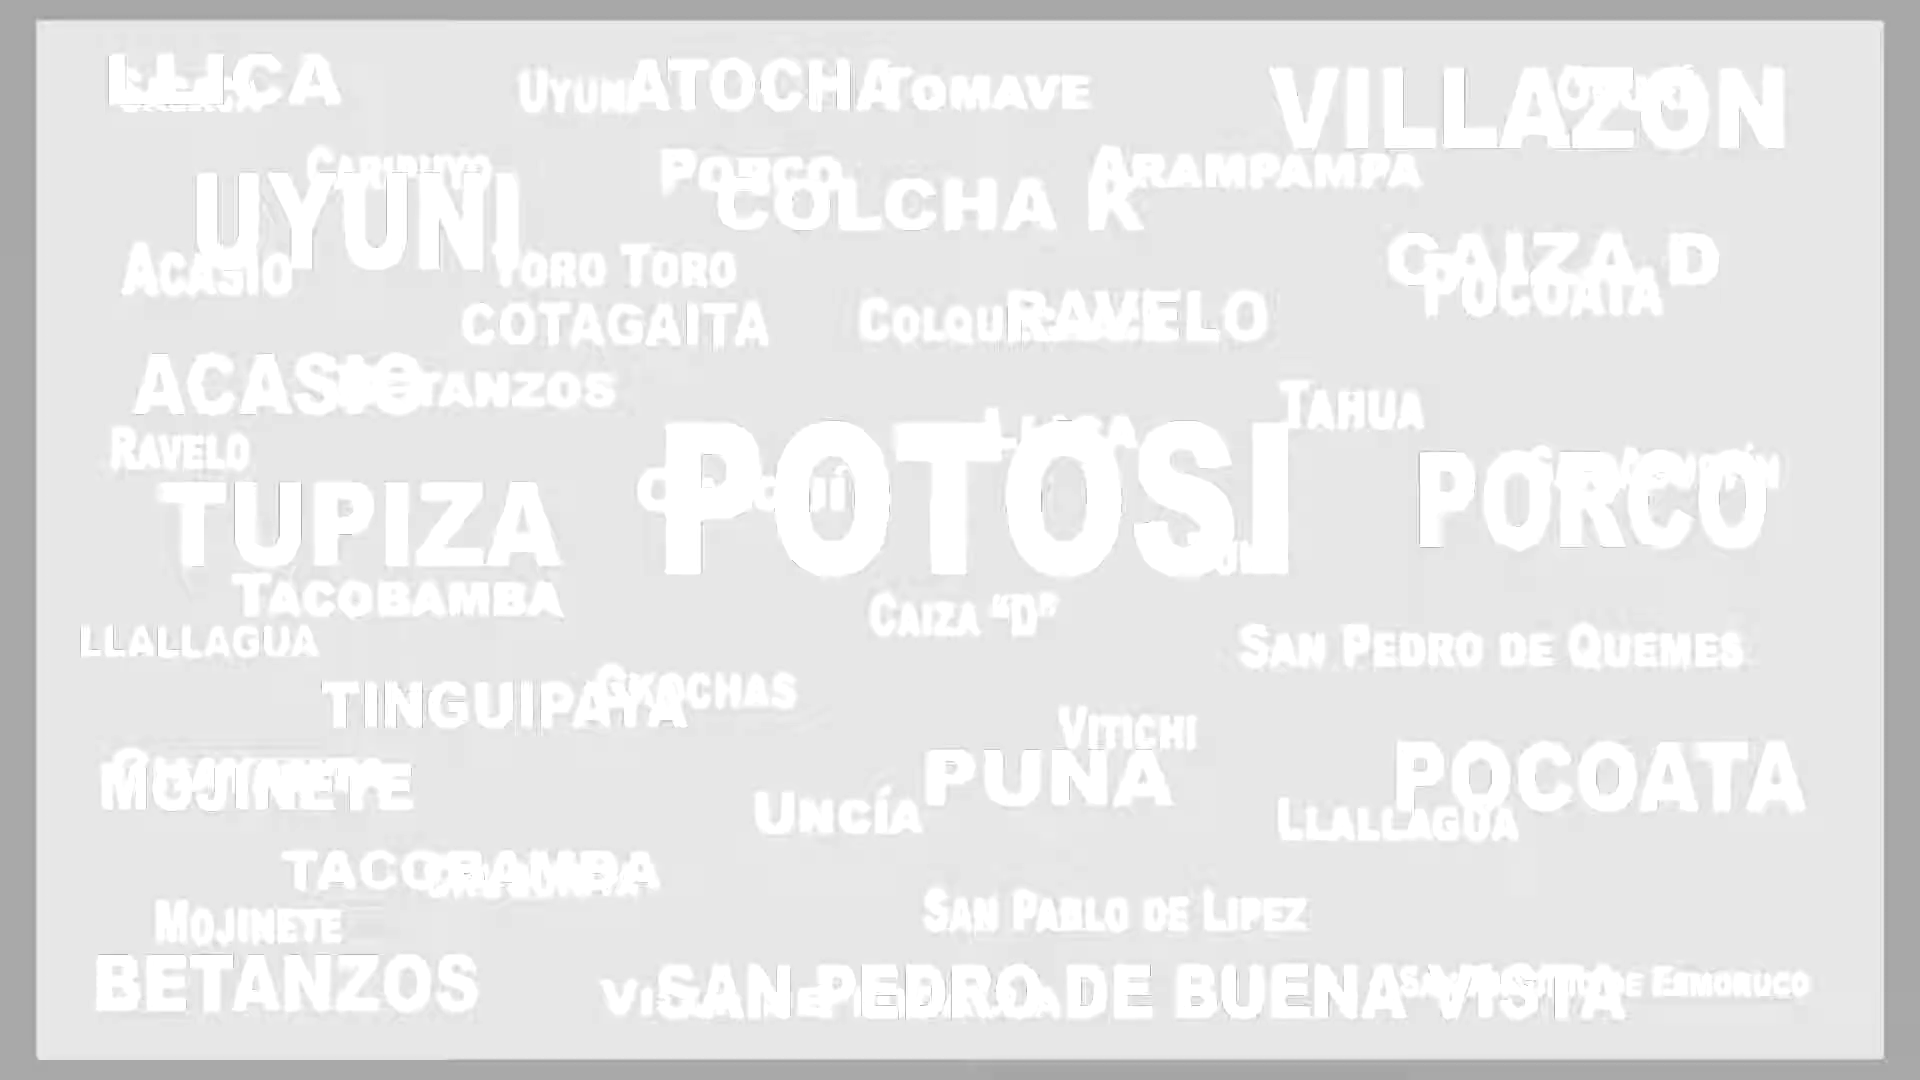 LLICA
UYUNI
ATOCHA
TOMAVE
VILLAZON
PORCO
ARAMPAMPA
UYUNI
COLCHA K
ACASIO
TORO TORO
CAIZA D
POCOATA
COTAGAITA
RAVELO
ACASIO
BETANZOS
TAHUA
RAVELO
POTOSI
PORCO
TUPIZA
TACOBAMBA
CAIZA “D”
LLALLAGUA
SAN PEDRO DE QUEMES
TINGUIPAYA
CKOCHAS
VITICHI
MOJINETE
PUNA
POCOATA
UNCÍA
LLALLAGUA
TACOBAMBA
MOJINETE
SAN PABLO DE LIPEZ
BETANZOS
SAN PEDRO DE BUENA VISTA